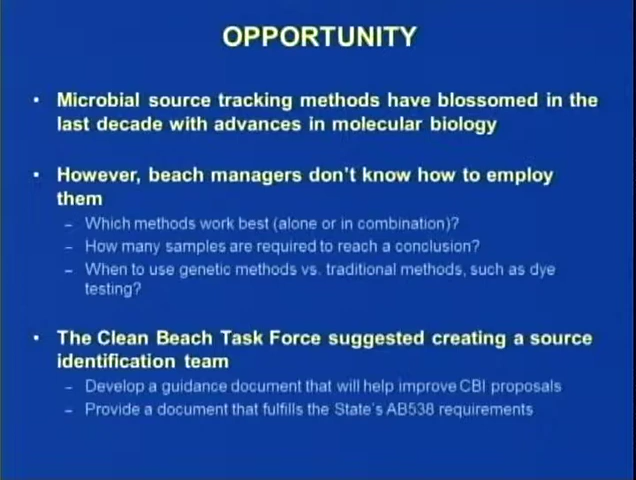 OPPORTUNITY
• Microbial source tracking methods have blossomed in the
last decade with advances in molecular biology
• However, beach managers don't know how to employ
them
– Which methods work best (alone or in combination)?
– How many samples are required to reach a conclusion?
– When to use genetic methods vs. traditional methods, such as dye
testing?
• The Clean Beach Task Force suggested creating a source
identification team
– Develop a guidance document that will help improve CBI proposals
– Provide a document that fulfills the State's AB538 requirements